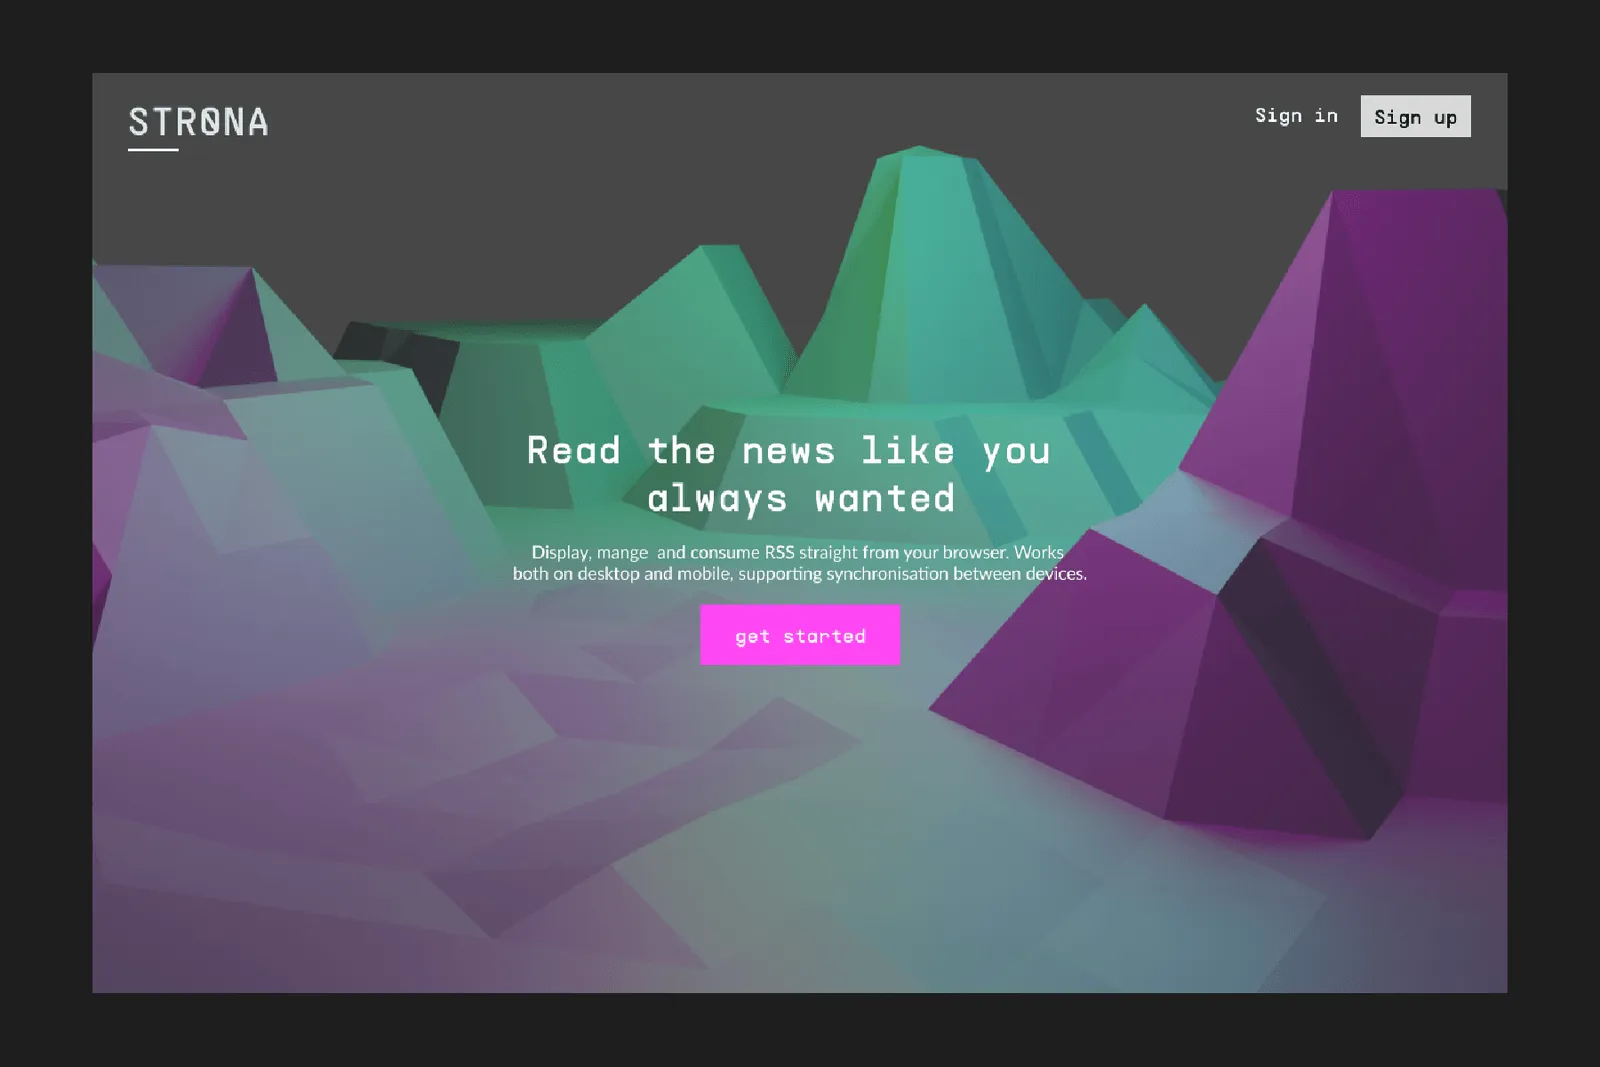 STRØNA
Sign in
Sign up
Read the news like you
always wanted
Display, mange  and consume RSS straight from your browser. Works
both on desktop and mobile, supporting synchronisation between devices.
get started